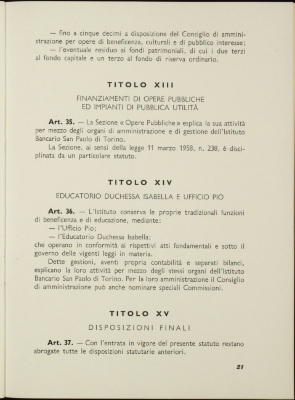 — fino a cinque decimi a disposizione del Consiglio di ammini-
strazione per opere di beneficenza, culturali e di pubblico interesse;
— l'eventuale residuo ai fondi patrimoniali, di cui i due terzi
al fondo capitale e un terzo al fondo di riserva ordinario.
TITOLO XIII
FINANZIAMENTI DI OPERE PUBBLICHE
ED IMPIANTI DI PUBBLICA UTILITÀ
Art. 35. — La Sezione « Opere Pubbliche » esplica la sua attività
per mezzo degli organi di amministrazione e di gestione dell'Istituto
Bancario San Paolo di Torino.
La Sezione, ai sensi della legge 11 marzo 1958, n. 238, è disci-
plinata da un particolare statuto.
TITOLO XIV
EDUCATORIO DUCHESSA ISABELLA E UFFICIO PIO
Art. 36. — L'Istituto conserva le proprie tradizionali funzioni
di beneficenza e di educazione, mediante:
— l'Ufficio Pio;
— l'Educatorio Duchessa Isabella:
che operano in conformità ai rispettivi atti fondamentali e sotto il
governo delle vigenti leggi in materia.
Dette gestioni, aventi propria contabilità e separati bilanci,
esplicano la loro attività per mezzo degli stessi organi dell'Istituto
Bancario San Paolo di Torino. Per la loro amministrazione il Consiglio
di amministrazione può anche nominare speciali Commissioni.
TITOLO XV
DISPOSIZIONI FINALI
Art. 37. — Con l'entrata in vigore del presente statuto restano
abrogate tutte le disposizioni statutarie anteriori.
21